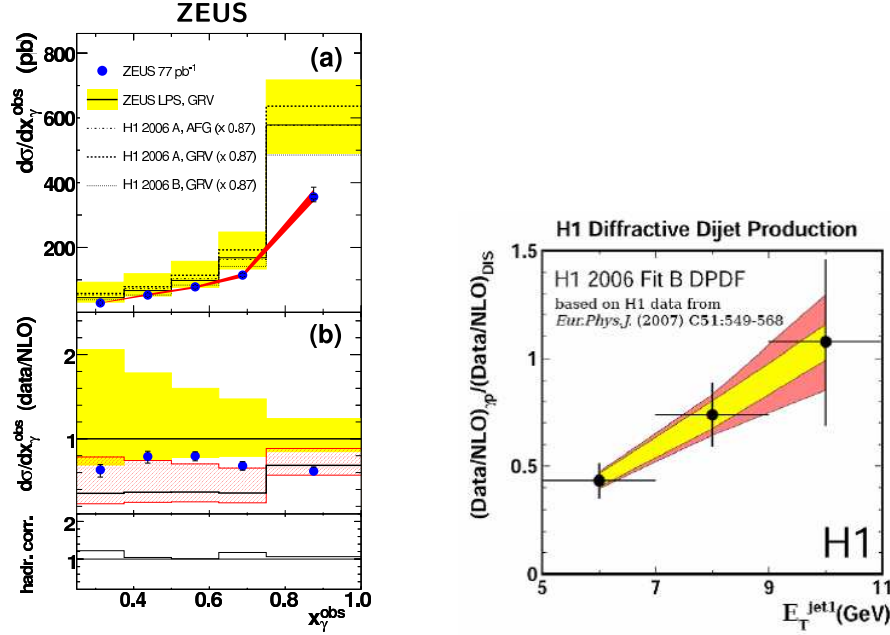 ZEUS
dσ/dx_γ^obs (pb)
800
600
400
200
(a)
ZEUS 77 pb⁻¹
ZEUS LPS, GRV
H1 2006 A, AFG (x 0.87)
H1 2006 A, GRV (x 0.87)
H1 2006 B, GRV (x 0.87)
dσ/dx_γ^obs (data/NLO)
2
1
(b)
hadr. corr.
2
1
0.4 0.6 0.8 1.0
x_γ^obs
H1 Diffractive Dijet Production
(Data/NLO)_γp/(Data/NLO)_DIS
1.5
1
0.5
0
H1 2006 Fit B DPDF
based on H1 data from
Eur.Phys.J. (2007) C51:549-568
H1
5 7 9 11
E_T^jet1 (GeV)